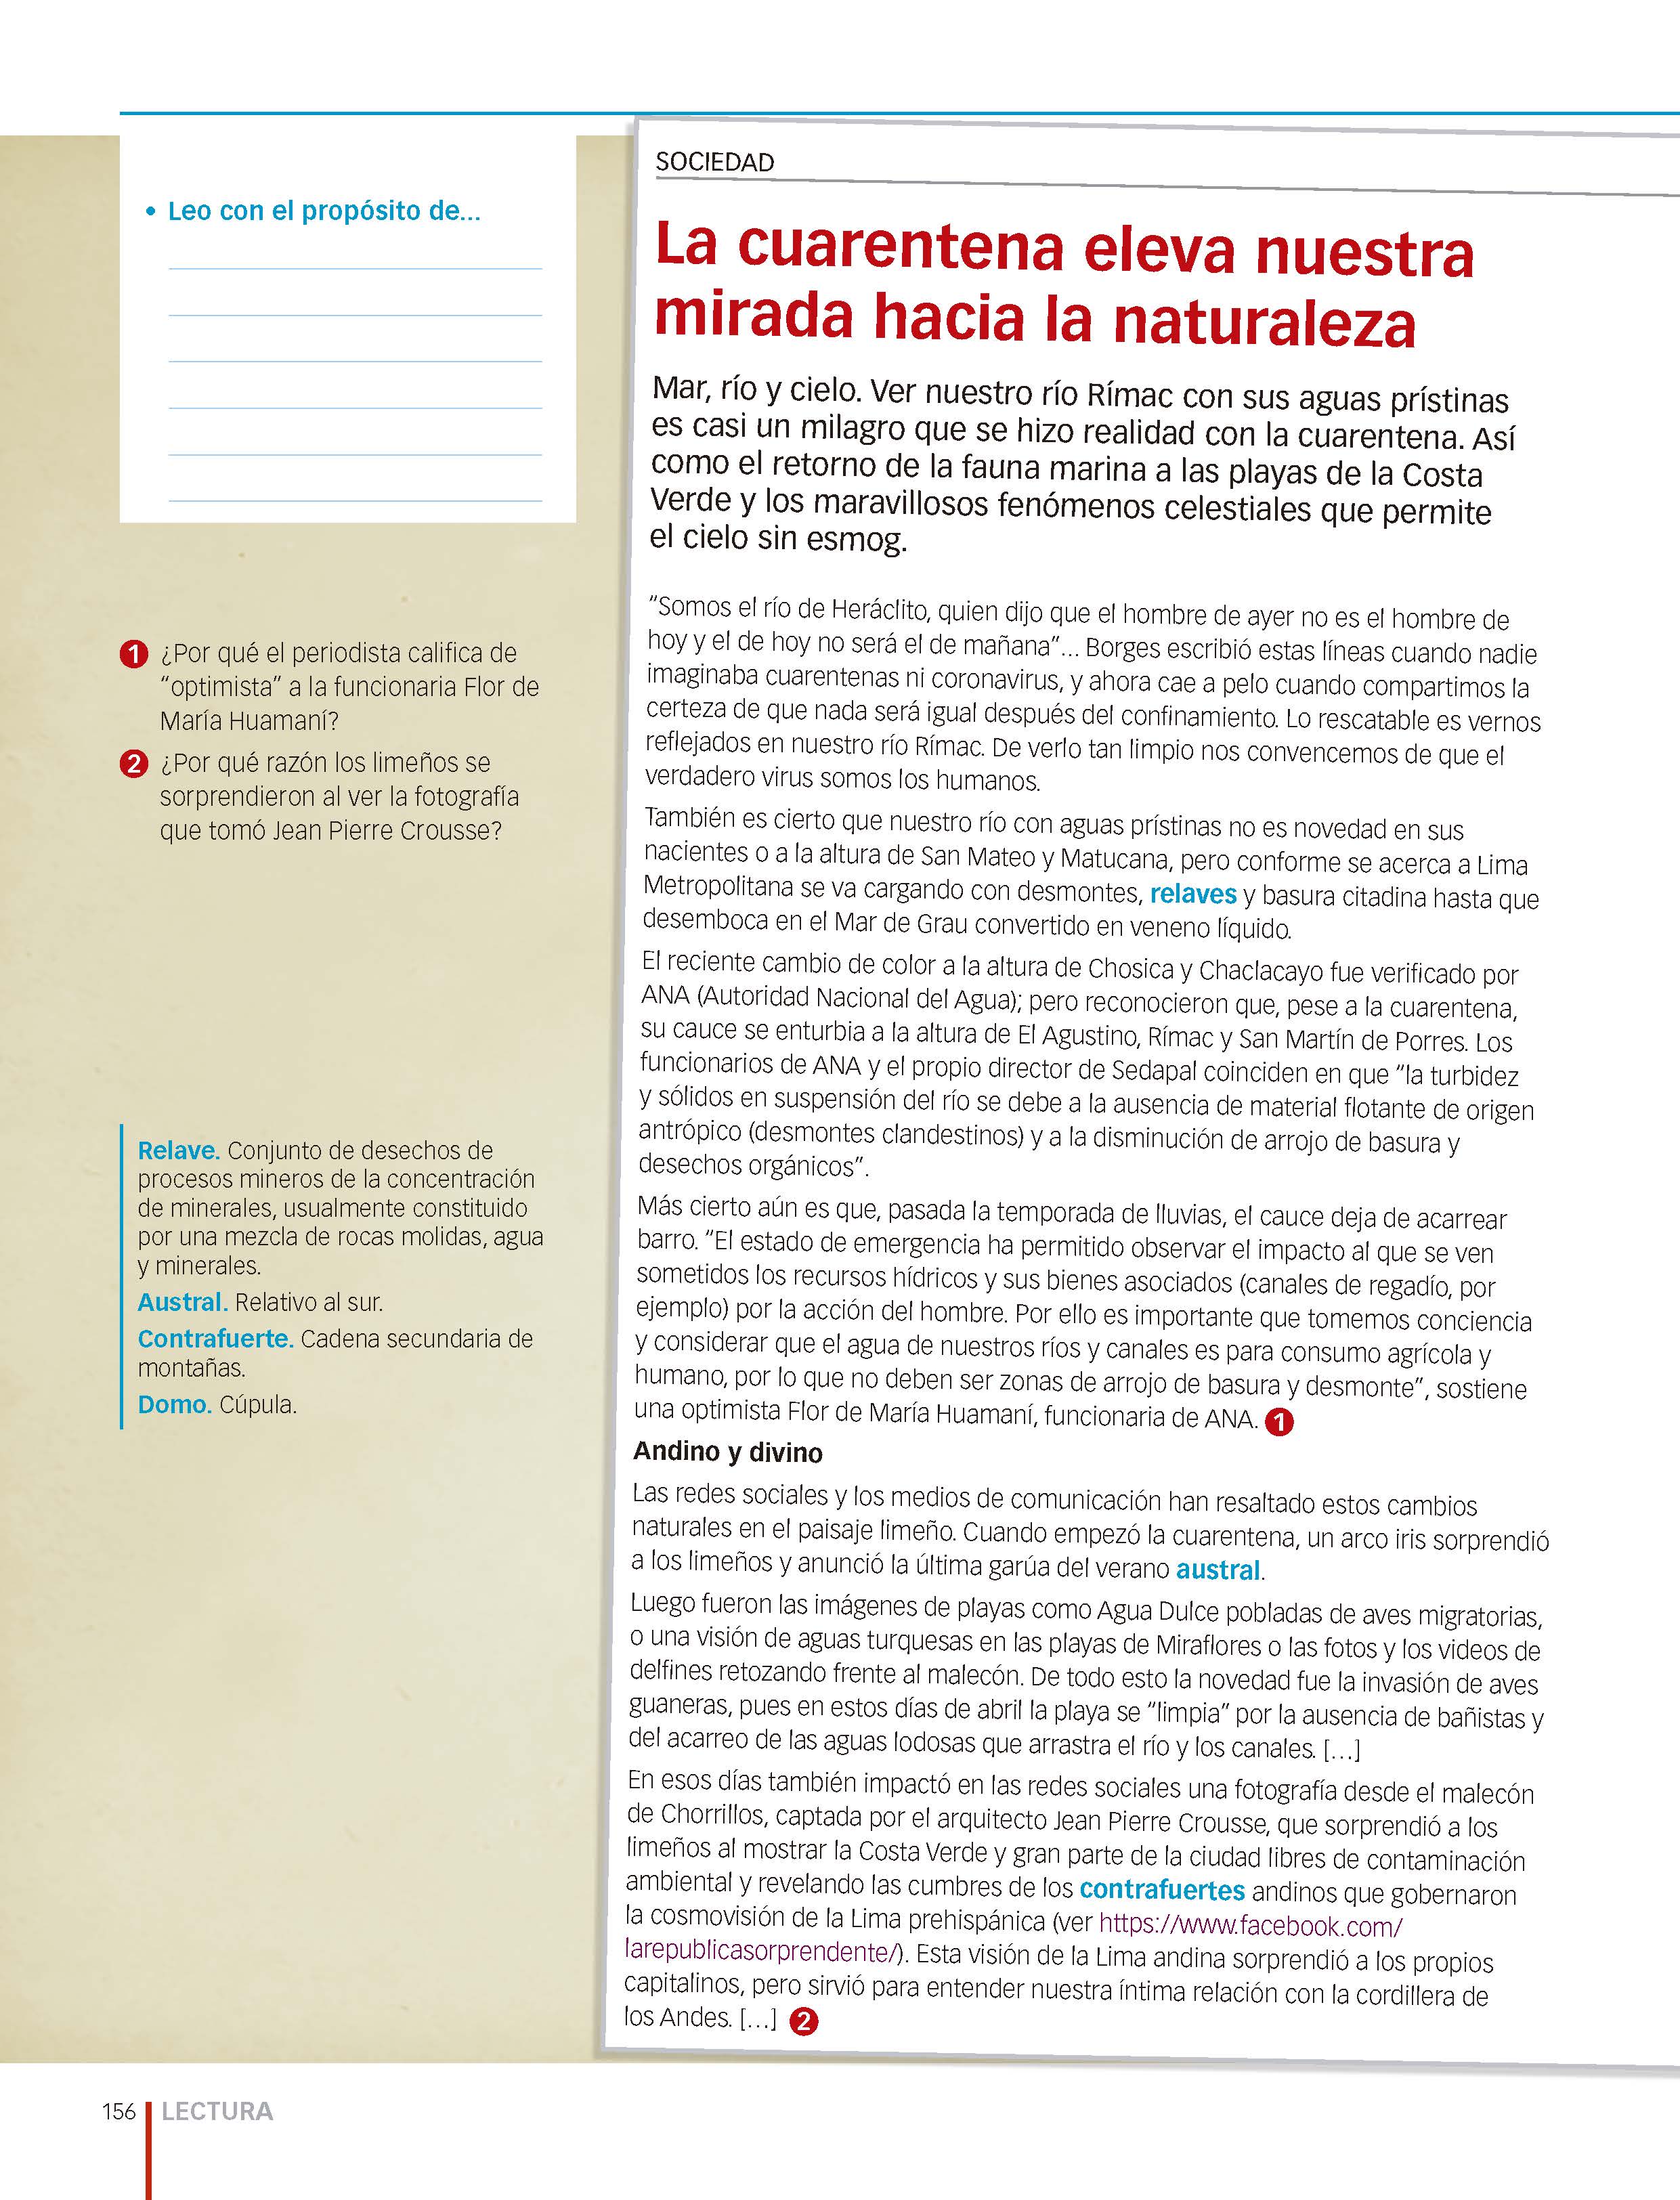 • Leo con el propósito de...
1 ¿Por qué el periodista califica de
“optimista” a la funcionaria Flor de
María Huamaní?
2 ¿Por qué razón los limeños se
sorprendieron al ver la fotografía
que tomó Jean Pierre Crousse?
Relave. Conjunto de desechos de
procesos mineros de la concentración
de minerales, usualmente constituido
por una mezcla de rocas molidas, agua
y minerales.
Austral. Relativo al sur.
Contrafuerte. Cadena secundaria de
montañas.
Domo. Cúpula.
SOCIEDAD
La cuarentena eleva nuestra
mirada hacia la naturaleza
Mar, río y cielo. Ver nuestro río Rímac con sus aguas prístinas
es casi un milagro que se hizo realidad con la cuarentena. Así
como el retorno de la fauna marina a las playas de la Costa
Verde y los maravillosos fenómenos celestiales que permite
el cielo sin esmog.
“Somos el río de Heráclito, quien dijo que el hombre de ayer no es el hombre de
hoy y el de hoy no será el de mañana”... Borges escribió estas líneas cuando nadie
imaginaba cuarentenas ni coronavirus, y ahora cae a pelo cuando compartimos la
certeza de que nada será igual después del confinamiento. Lo rescatable es vernos
reflejados en nuestro río Rímac. De verlo tan limpio nos convencemos de que el
verdadero virus somos los humanos.
También es cierto que nuestro río con aguas prístinas no es novedad en sus
nacientes o a la altura de San Mateo y Matucana, pero conforme se acerca a Lima
Metropolitana se va cargando con desmontes, relaves y basura citadina hasta que
desemboca en el Mar de Grau convertido en veneno líquido.
El reciente cambio de color a la altura de Chosica y Chaclacayo fue verificado por
ANA (Autoridad Nacional del Agua); pero reconocieron que, pese a la cuarentena,
su cauce se enturbia a la altura de El Agustino, Rímac y San Martín de Porres. Los
funcionarios de ANA y el propio director de Sedapal coinciden en que “la turbidez
y sólidos en suspensión del río se debe a la ausencia de material flotante de origen
antrópico (desmontes clandestinos) y a la disminución de arrojo de basura y
desechos orgánicos”.
Más cierto aún es que, pasada la temporada de lluvias, el cauce deja de acarrear
barro. “El estado de emergencia ha permitido observar el impacto al que se ven
sometidos los recursos hídricos y sus bienes asociados (canales de regadío, por
ejemplo) por la acción del hombre. Por ello es importante que tomemos conciencia
y considerar que el agua de nuestros ríos y canales es para consumo agrícola y
humano, por lo que no deben ser zonas de arrojo de basura y desmonte”, sostiene
una optimista Flor de María Huamaní, funcionaria de ANA. 1
Andino y divino
Las redes sociales y los medios de comunicación han resaltado estos cambios
naturales en el paisaje limeño. Cuando empezó la cuarentena, un arco iris sorprendió
a los limeños y anunció la última garúa del verano austral.
Luego fueron las imágenes de playas como Agua Dulce pobladas de aves migratorias,
o una visión de aguas turquesas en las playas de Miraflores o las fotos y los videos de
delfines retozando frente al malecón. De todo esto la novedad fue la invasión de aves
guaneras, pues en estos días de abril la playa se “limpia” por la ausencia de bañistas y
del acarreo de las aguas lodosas que arrastra el río y los canales. [...]
En esos días también impactó en las redes sociales una fotografía desde el malecón
de Chorrillos, captada por el arquitecto Jean Pierre Crousse, que sorprendió a los
limeños al mostrar la Costa Verde y gran parte de la ciudad libres de contaminación
ambiental y revelando las cumbres de los contrafuertes andinos que gobernaron
la cosmovisión de la Lima prehispánica (ver https://www.facebook.com/
larepublicasorprendente/). Esta visión de la Lima andina sorprendió a los propios
capitalinos, pero sirvió para entender nuestra íntima relación con la cordillera de
los Andes. [...] 2
156 LECTURA